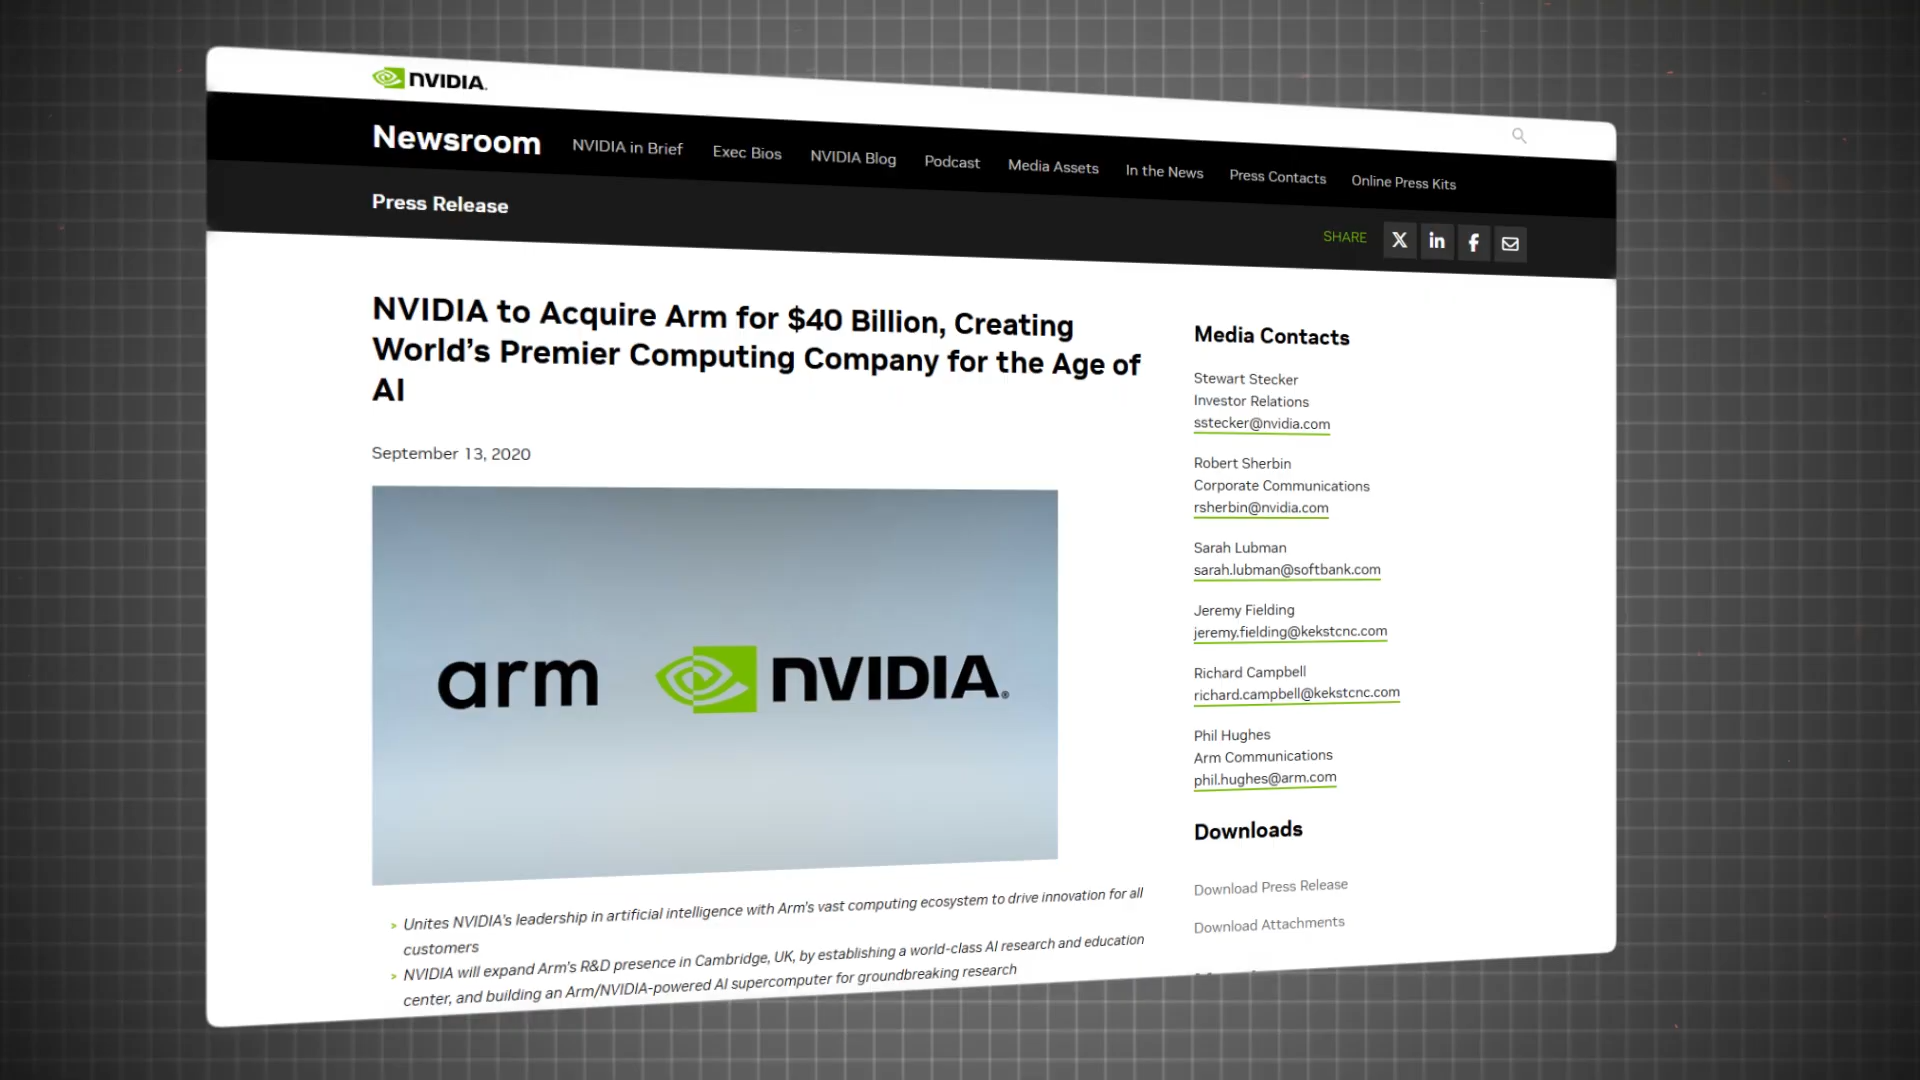 NVIDIA.
Newsroom
NVIDIA in Brief
Exec Bios
NVIDIA Blog
Podcast
Media Assets
In the News
Press Contacts
Online Press Kits
Press Release
SHARE
NVIDIA to Acquire Arm for $40 Billion, Creating
World’s Premier Computing Company for the Age of
AI
September 13, 2020
arm NVIDIA.
> Unites NVIDIA's leadership in artificial intelligence with Arm's vast computing ecosystem to drive innovation for all
customers
> NVIDIA will expand Arm's R&D presence in Cambridge, UK, by establishing a world-class AI research and education
center, and building an Arm/NVIDIA-powered AI supercomputer for groundbreaking research
Media Contacts
Stewart Stecker
Investor Relations
sstecker@nvidia.com
Robert Sherbin
Corporate Communications
rsherbin@nvidia.com
Sarah Lubman
sarah.lubman@softbank.com
Jeremy Fielding
jeremy.fielding@kekstcnc.com
Richard Campbell
richard.campbell@kekstcnc.com
Phil Hughes
Arm Communications
phil.hughes@arm.com
Downloads
Download Press Release
Download Attachments